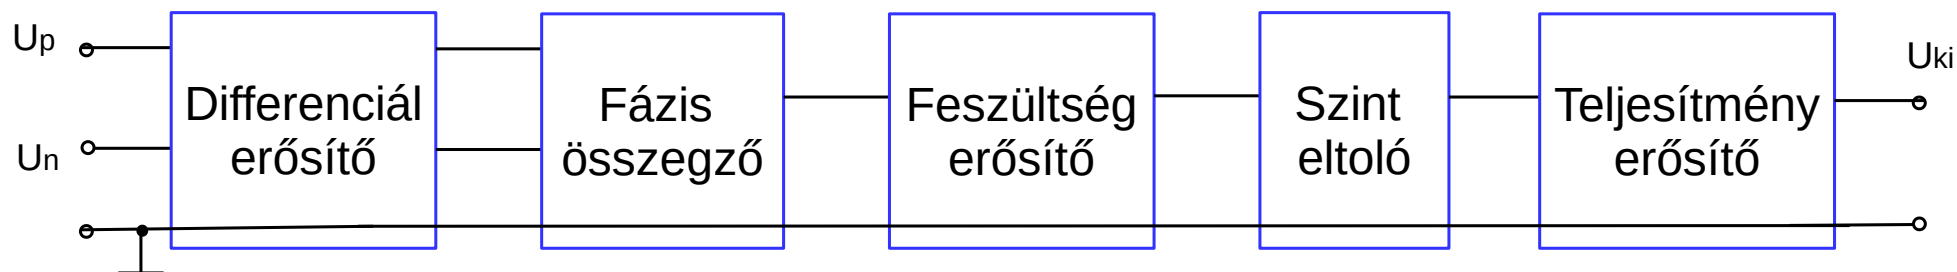 Up
Un
Differenciál
erősítő
Fázis
összegző
Feszültség
erősítő
Szint
eltoló
Teljesítmény
erősítő
Uki